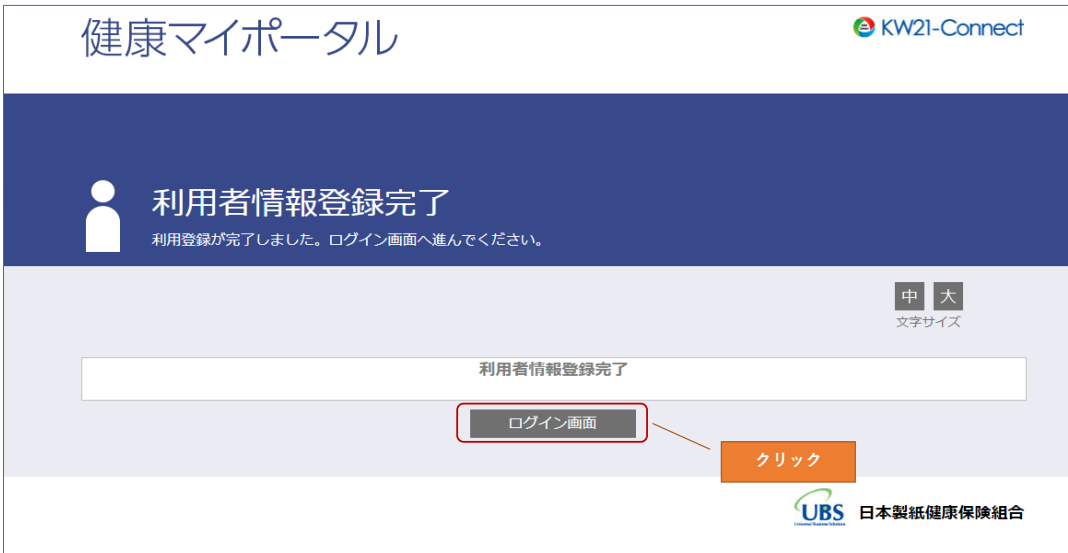 健康マイポータル
KW21-Connect
利用者情報登録完了
利用登録が完了しました。ログイン画面へ進んでください。
中 大
文字サイズ
利用者情報登録完了
ログイン画面
クリック
UBS 日本製紙健康保険組合